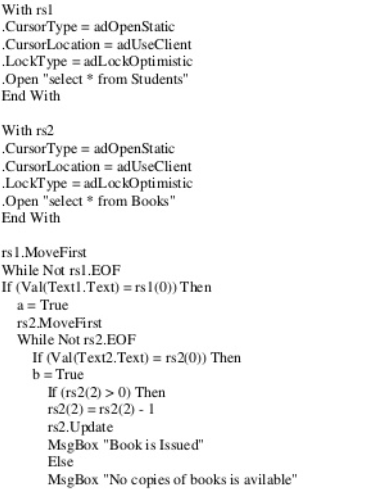 With rs1
.CursorType = adOpenStatic
.CursorLocation = adUseClient
.LockType = adLockOptimistic
.Open "select * from Students"
End With
With rs2
.CursorType = adOpenStatic
.CursorLocation = adUseClient
.LockType = adLockOptimistic
.Open "select * from Books"
End With
rs1.MoveFirst
While Not rs1.EOF
If (Val(Text1.Text) = rs1(0)) Then
a = True
rs2.MoveFirst
While Not rs2.EOF
If (Val(Text2.Text) = rs2(0)) Then
b = True
If (rs2(2) > 0) Then
rs2(2) = rs2(2) - 1
rs2.Update
MsgBox "Book is Issued"
Else
MsgBox "No copies of books is avilable"